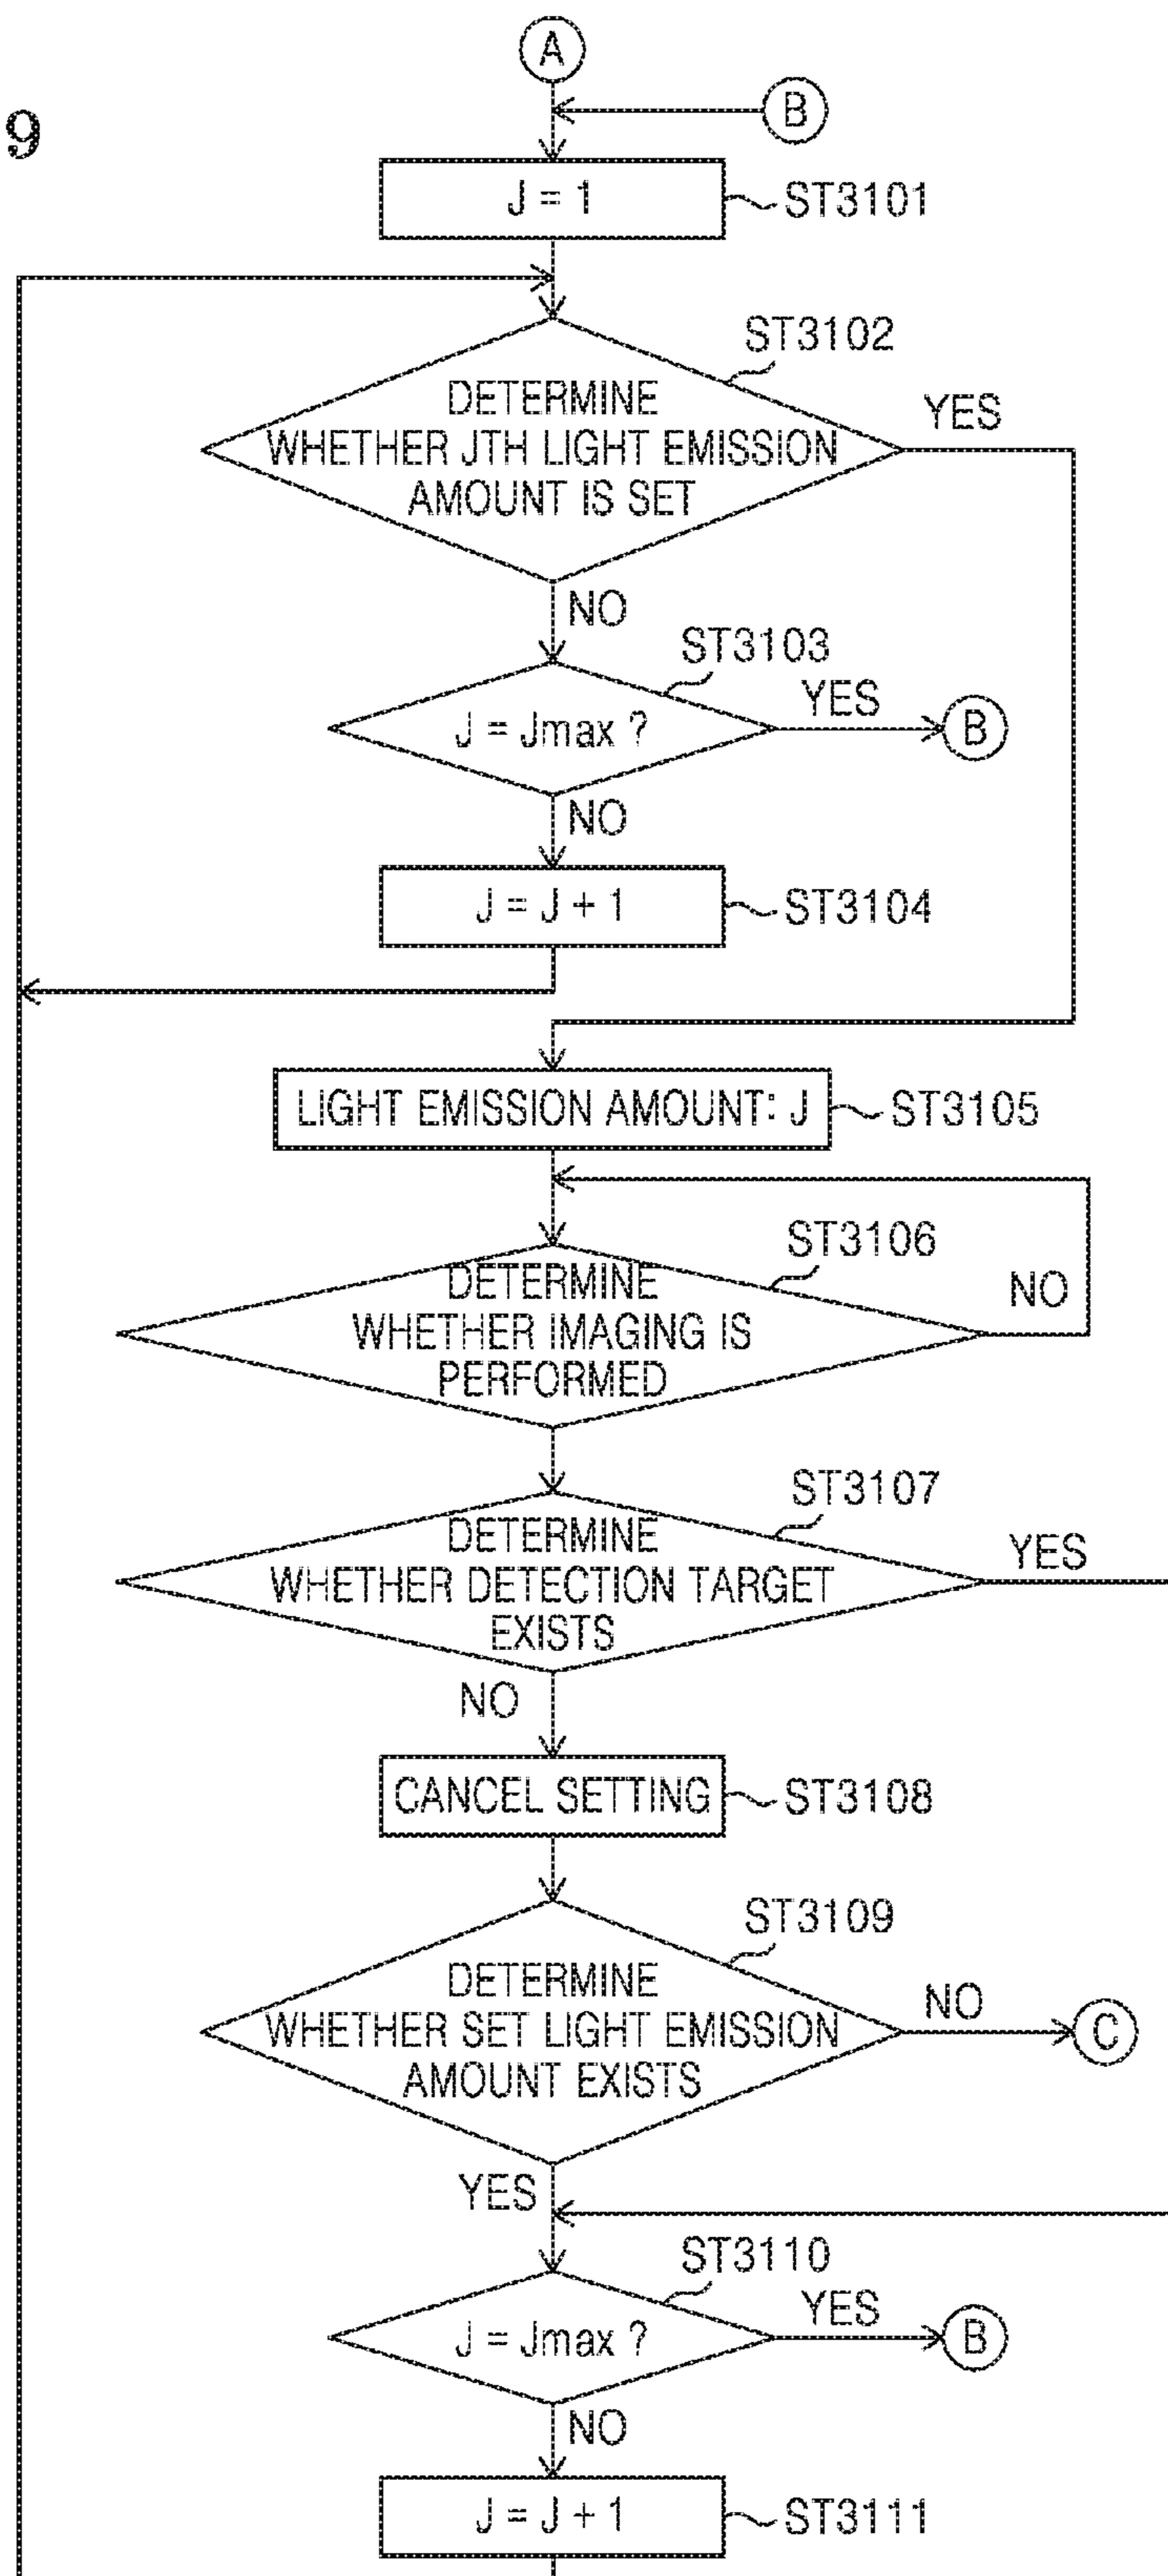 A
B
9
J = 1
ST3101
ST3102
DETERMINE
WHETHER JTH LIGHT EMISSION
AMOUNT IS SET
YES
NO
ST3103
J = Jmax ?
YES
B
NO
J = J + 1
ST3104
LIGHT EMISSION AMOUNT: J
ST3105
ST3106
DETERMINE
WHETHER IMAGING IS
PERFORMED
NO
ST3107
DETERMINE
WHETHER DETECTION TARGET
EXISTS
YES
NO
CANCEL SETTING
ST3108
ST3109
DETERMINE
WHETHER SET LIGHT EMISSION
AMOUNT EXISTS
NO
C
YES
ST3110
J = Jmax ?
YES
B
NO
J = J + 1
ST3111